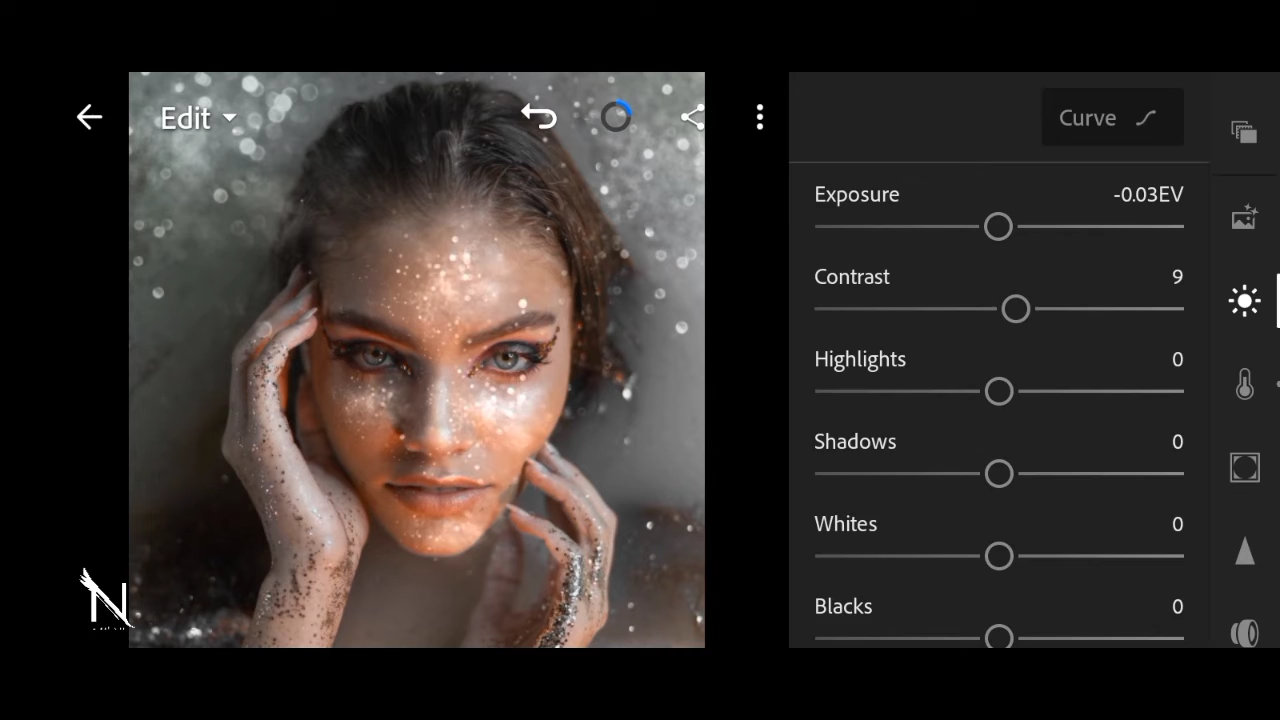 Edit
Curve
Exposure -0.03EV
Contrast 9
Highlights 0
Shadows 0
Whites 0
Blacks 0
N